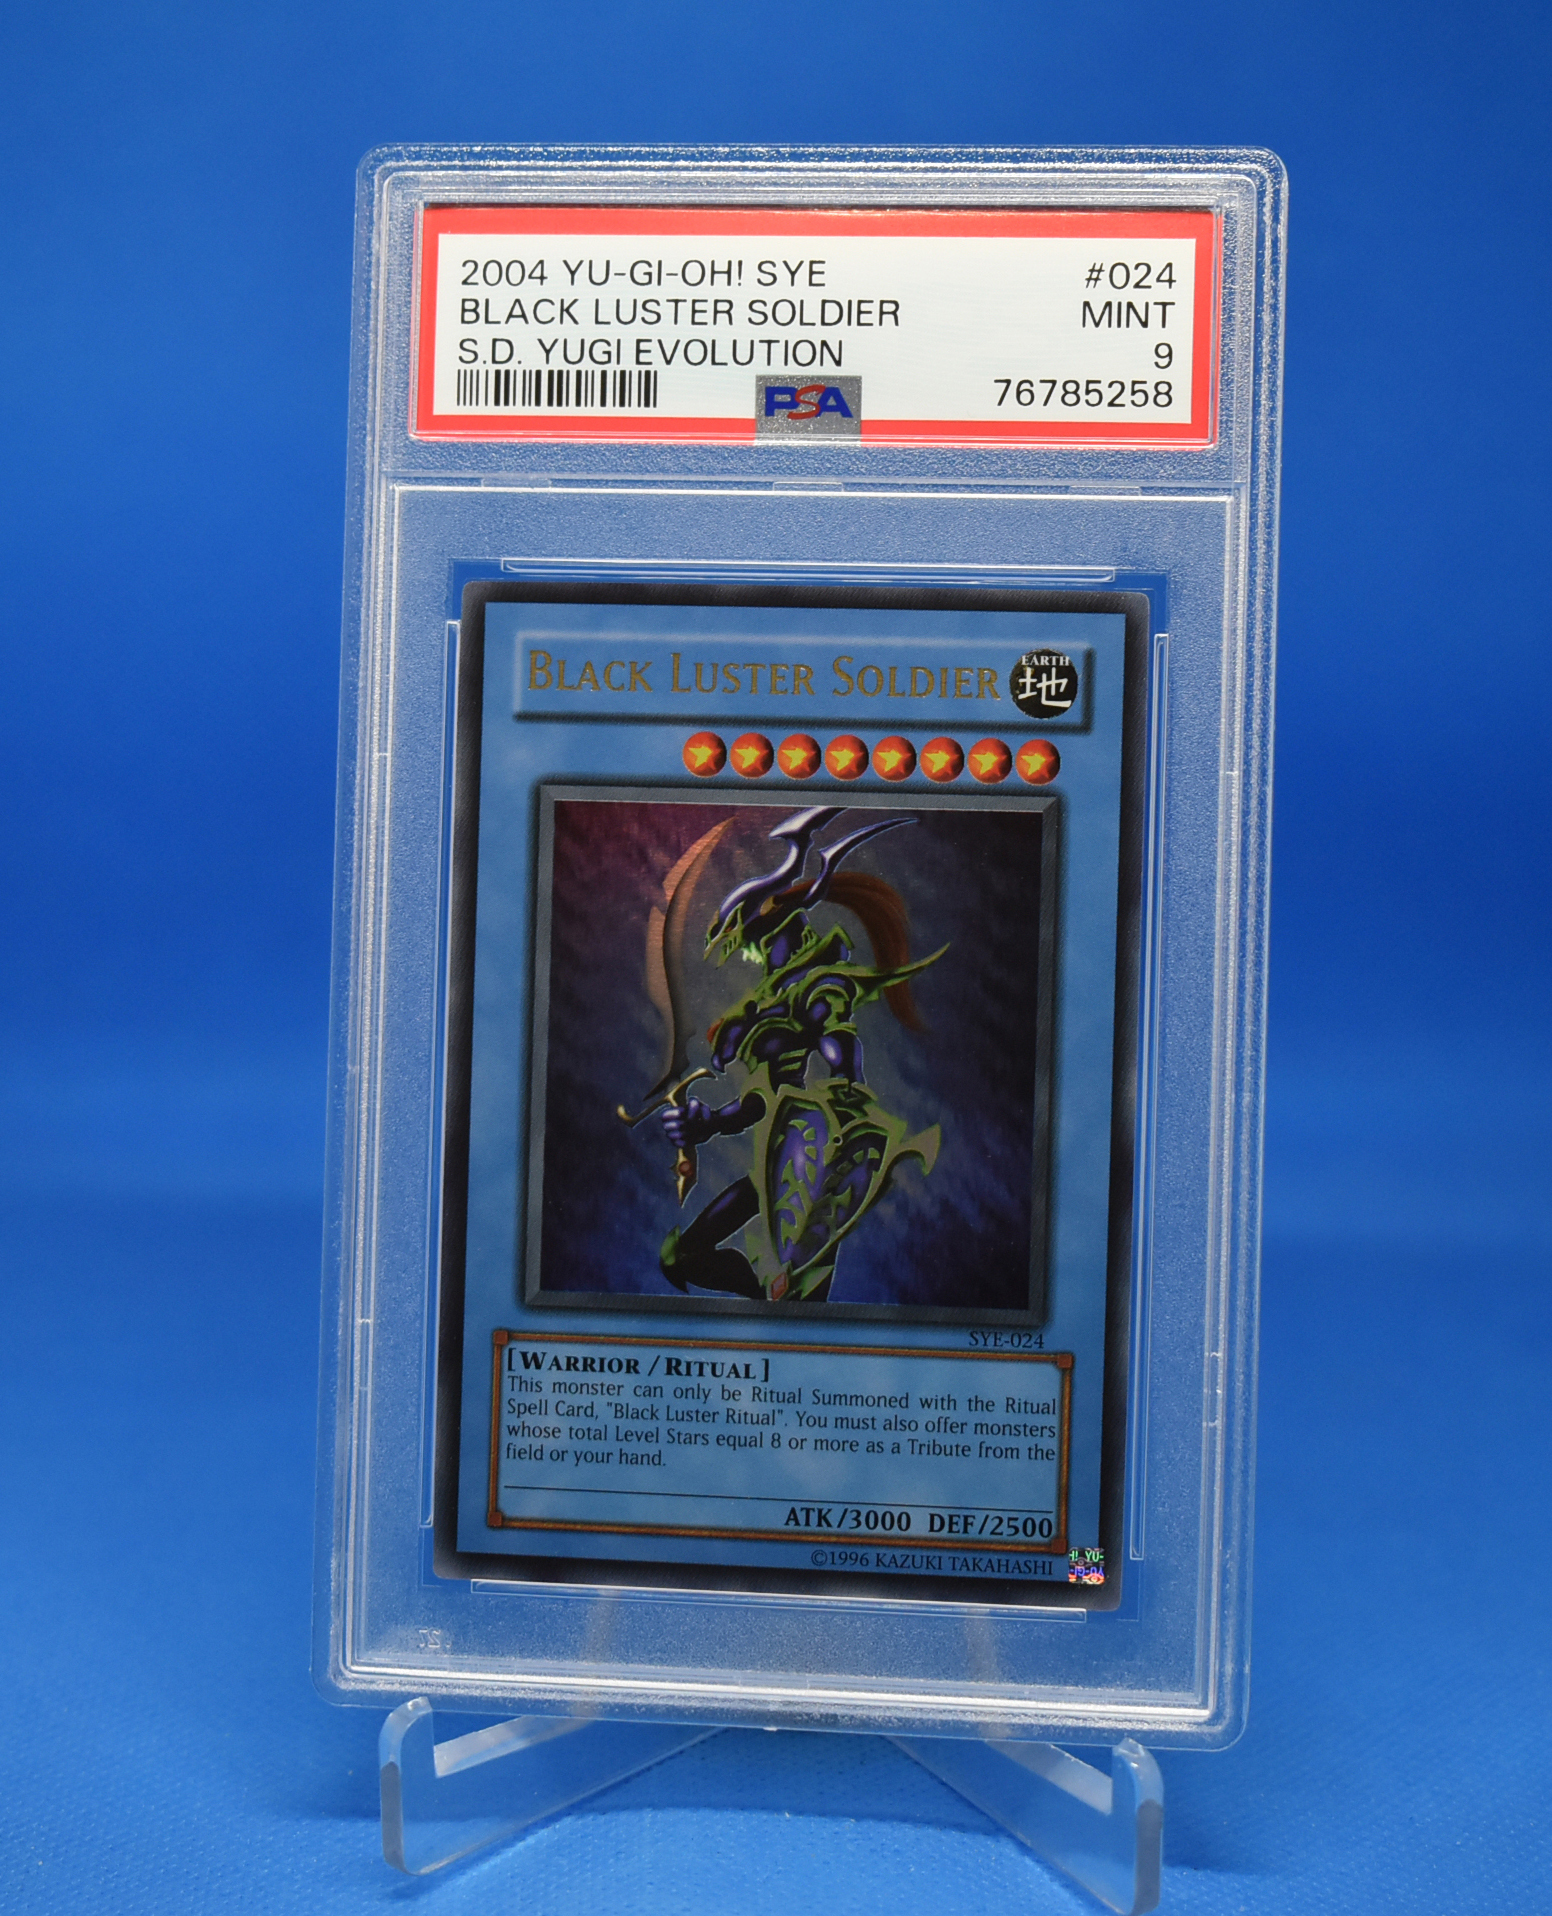 2004 YU-GI-OH! SYE #024
BLACK LUSTER SOLDIER MINT
S.D. YUGI EVOLUTION 9
PSA 76785258
BLACK LUSTER SOLDIER
EARTH
地
SYE-024
[WARRIOR / RITUAL]
This monster can only be Ritual Summoned with the Ritual
Spell Card, "Black Luster Ritual". You must also offer monsters
whose total Level Stars equal 8 or more as a Tribute from the
field or your hand.
ATK/3000 DEF/2500
©1996 KAZUKI TAKAHASHI